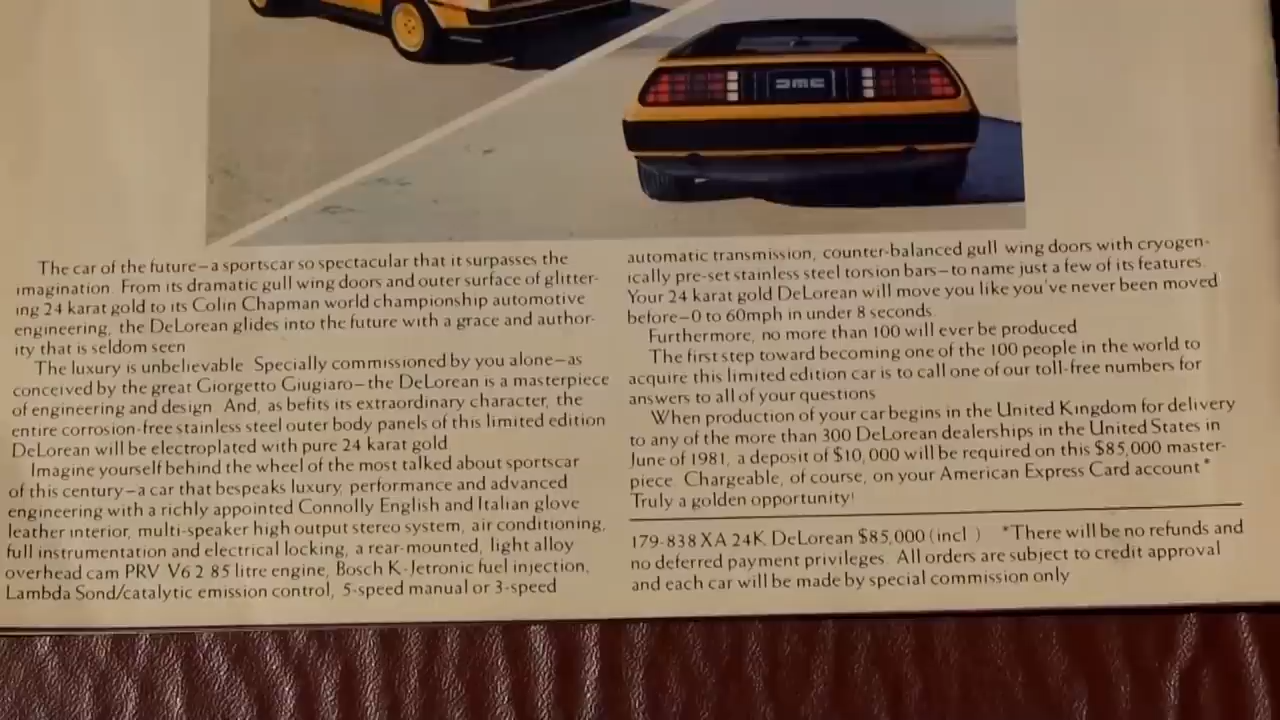 DMC
The car of the future—a sportscar so spectacular that it surpasses the
imagination. From its dramatic gull wing doors and outer surface of glitter-
ing 24 karat gold to its Colin Chapman world championship automotive
engineering, the DeLorean glides into the future with a grace and author-
ity that is seldom seen
The luxury is unbelievable. Specially commissioned by you alone—as
conceived by the great Giorgetto Giugiaro—the DeLorean is a masterpiece
of engineering and design. And, as befits its extraordinary character, the
entire corrosion-free stainless steel outer body panels of this limited edition
DeLorean will be electroplated with pure 24 karat gold
Imagine yourself behind the wheel of the most talked about sportscar
of this century—a car that bespeaks luxury, performance and advanced
engineering with a richly appointed Connolly English and Italian glove
leather interior, multi-speaker high output stereo system, air conditioning,
full instrumentation and electrical locking, a rear-mounted, light alloy
overhead cam PRV V6 2.85 litre engine, Bosch K-Jetronic fuel injection,
Lambda Sond/catalytic emission control, 5-speed manual or 3-speed
automatic transmission, counter-balanced gull wing doors with cryogen-
ically pre-set stainless steel torsion bars—to name just a few of its features.
Your 24 karat gold DeLorean will move you like you've never been moved
before—0 to 60mph in under 8 seconds.
Furthermore, no more than 100 will ever be produced
The first step toward becoming one of the 100 people in the world to
acquire this limited edition car is to call one of our toll-free numbers for
answers to all of your questions
When production of your car begins in the United Kingdom for delivery
to any of the more than 300 DeLorean dealerships in the United States in
June of 1981, a deposit of $10,000 will be required on this $85,000 master-
piece. Chargeable, of course, on your American Express Card account*
Truly a golden opportunity!
179-838 XA 24K DeLorean $85,000 (incl.) *There will be no refunds and
no deferred payment privileges. All orders are subject to credit approval
and each car will be made by special commission only